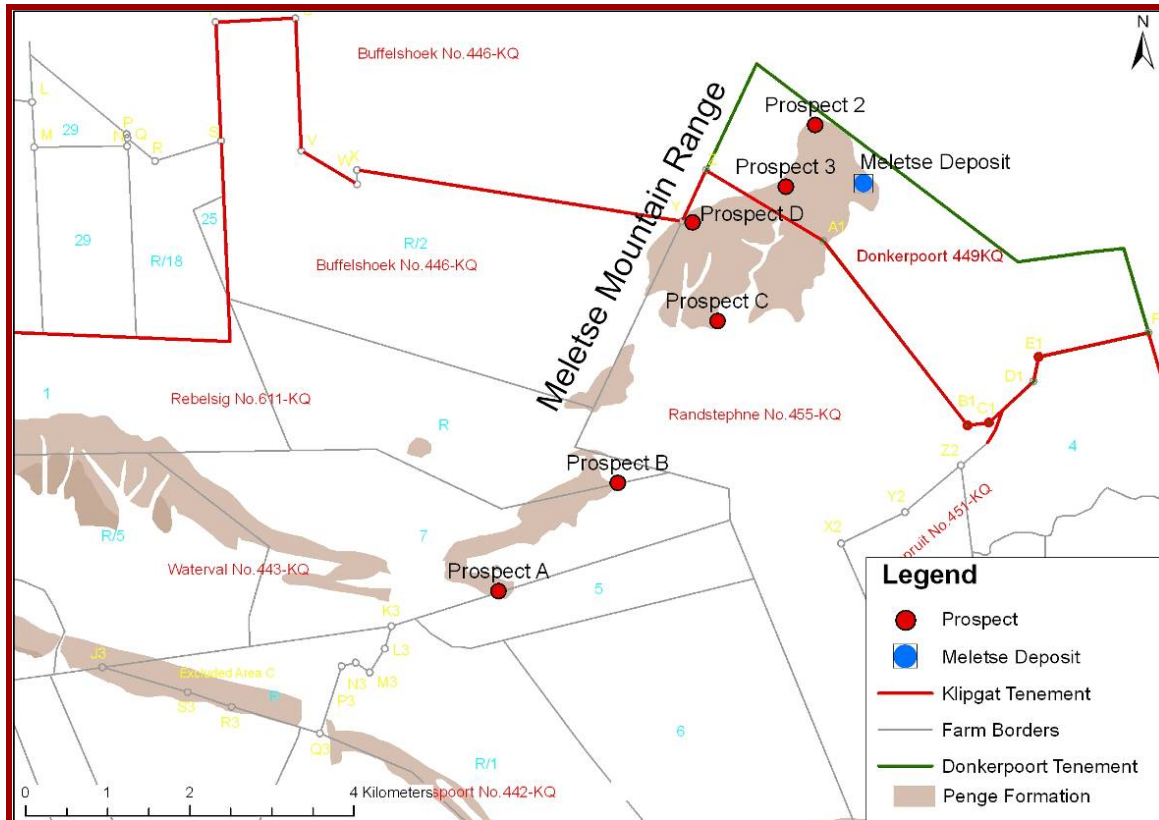 N
Buffelshoek No.446-KQ
Meletse Mountain Range
Prospect 2
L
P
M
29
N
Q
R
S
V
W
X
Prospect 3
Meletse Deposit
Z
Y
Prospect D
A1
29
R/18
25
R/2
Buffelshoek No.446-KQ
Donkerpoort 449KQ
Prospect C
E1
D1
B1
C1
1
Rebelsig No.611-KQ
R
Randstephne No.455-KQ
4
Prospect B
Z2
Y2
X2
pruit No.451-KQ
R/5
7
Waterval No.443-KQ
Prospect A
5
K3
L3
J3
Excluded Area C
N3
M3
P3
S3
R3
Q3
6
R/1
0 1 2 4 Kilometers
spoort No.442-KQ
Legend
Prospect
Meletse Deposit
Klipgat Tenement
Farm Borders
Donkerpoort Tenement
Penge Formation